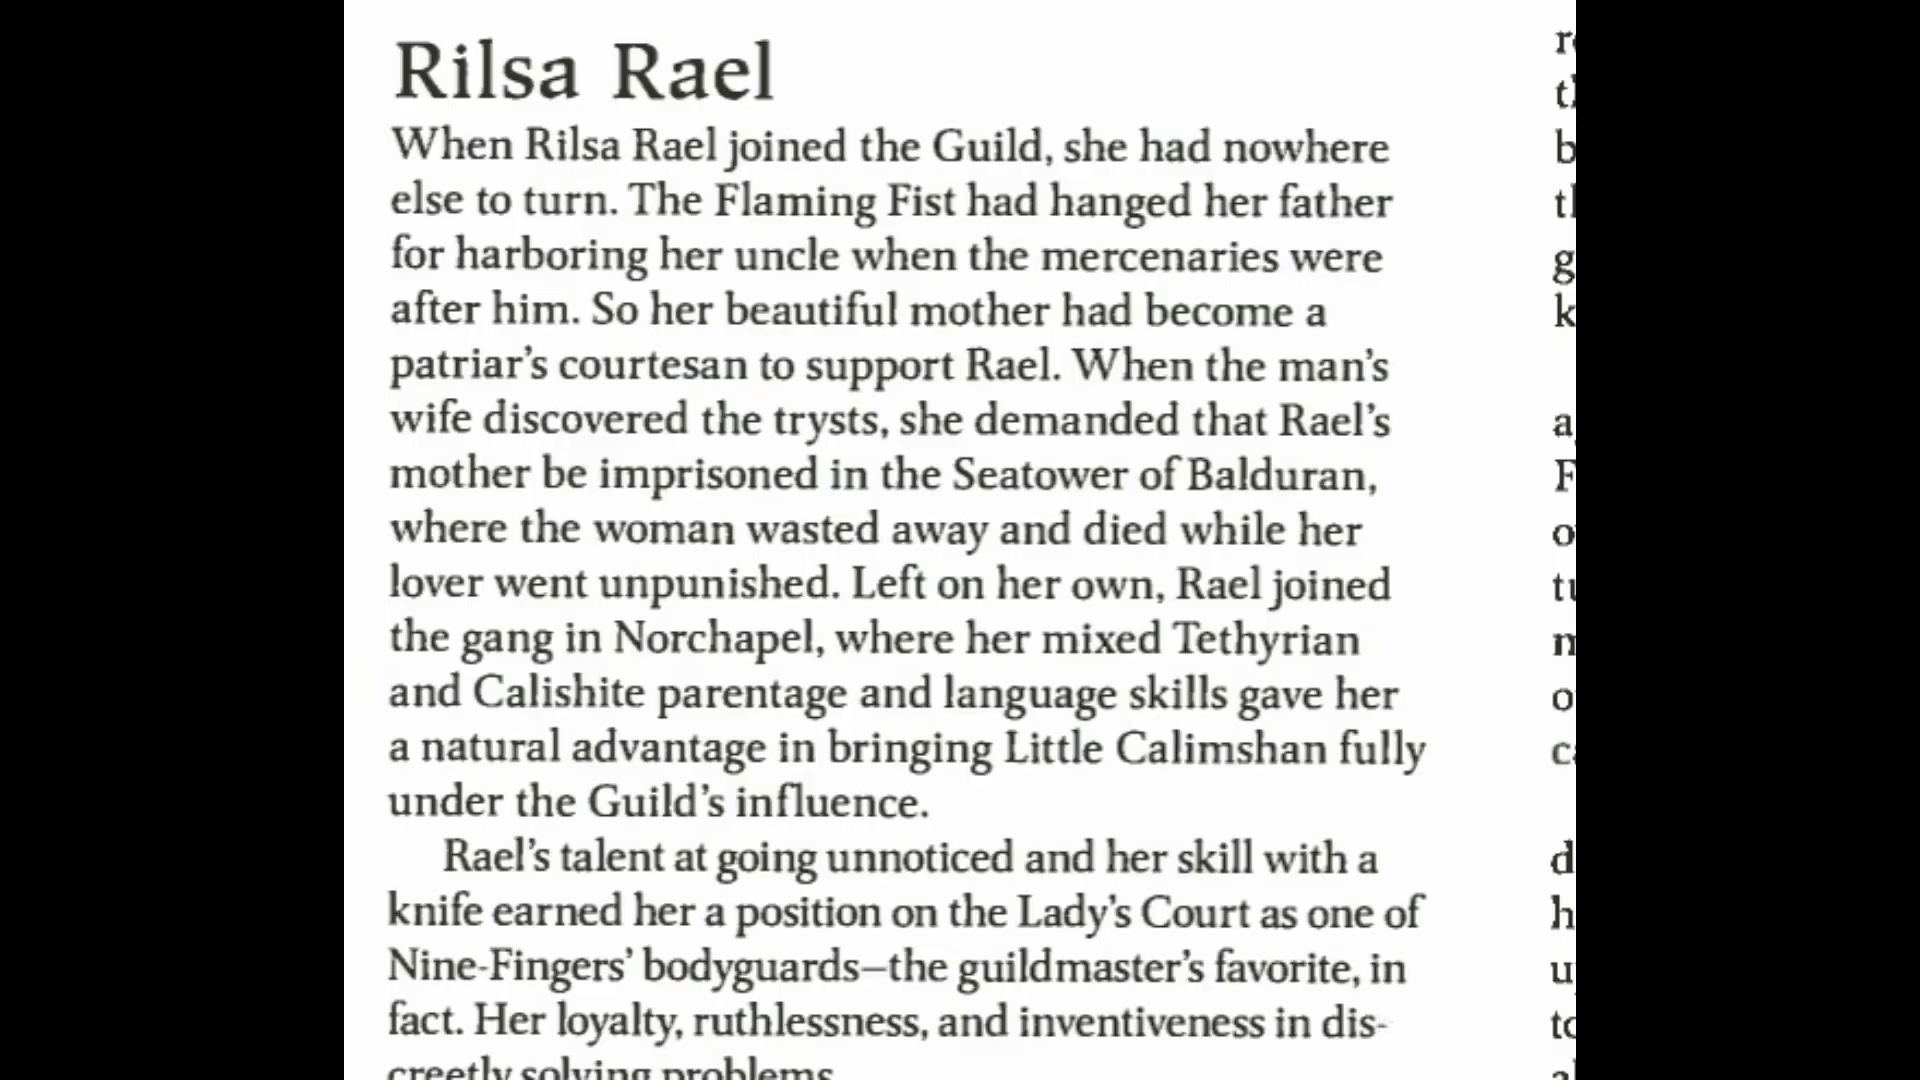 Rilsa Rael
When Rilsa Rael joined the Guild, she had nowhere
else to turn. The Flaming Fist had hanged her father
for harboring her uncle when the mercenaries were
after him. So her beautiful mother had become a
patriar’s courtesan to support Rael. When the man’s
wife discovered the trysts, she demanded that Rael’s
mother be imprisoned in the Seatower of Balduran,
where the woman wasted away and died while her
lover went unpunished. Left on her own, Rael joined
the gang in Norchapel, where her mixed Tethyrian
and Calishite parentage and language skills gave her
a natural advantage in bringing Little Calimshan fully
under the Guild’s influence.
Rael’s talent at going unnoticed and her skill with a
knife earned her a position on the Lady’s Court as one of
Nine-Fingers’ bodyguards—the guildmaster’s favorite, in
fact. Her loyalty, ruthlessness, and inventiveness in dis-
creetly solving problems